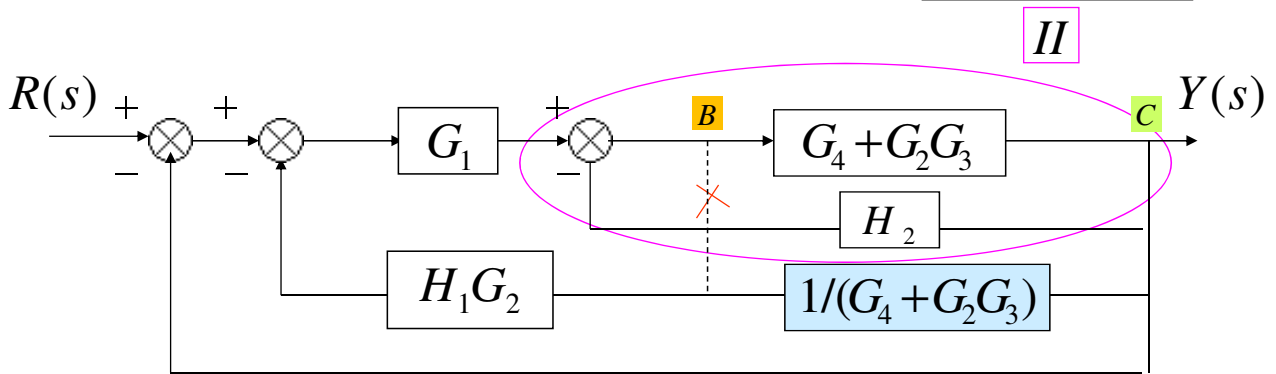 II
R(s) + + + B C Y(s)
G₁ G₄+G₂G₃
− − −
H₂
H₁G₂ 1/(G₄+G₂G₃)